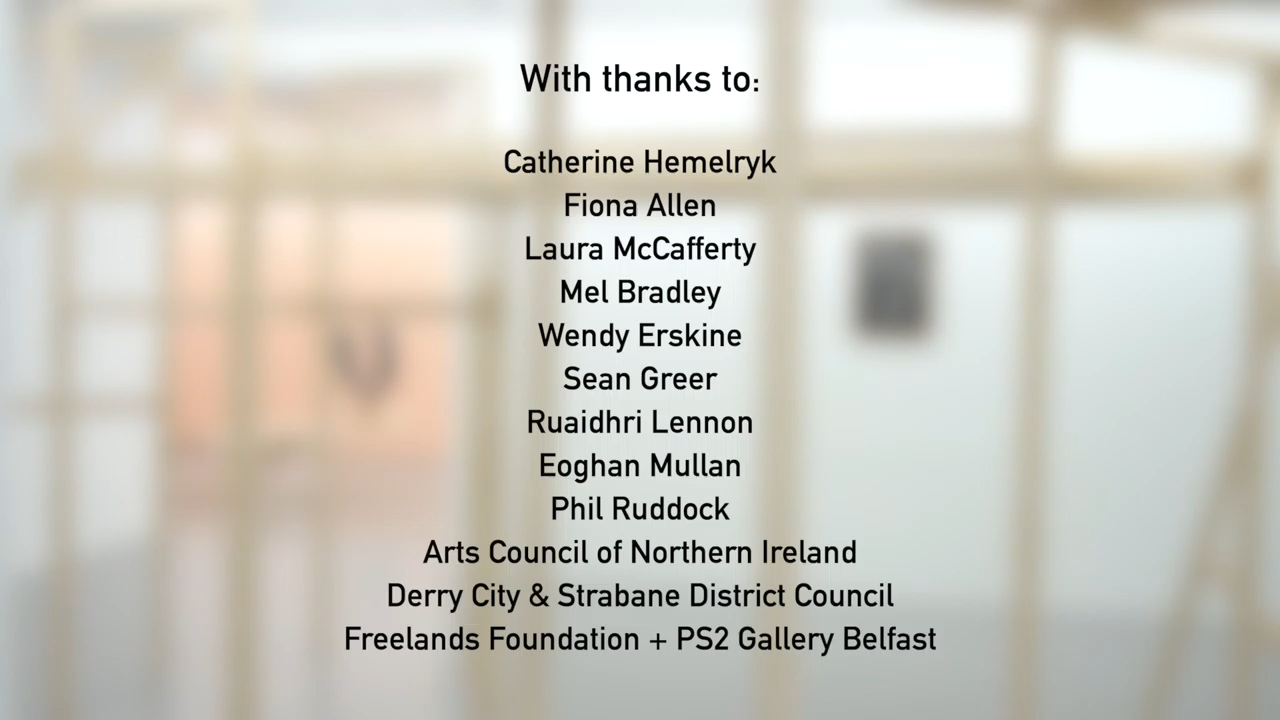 With thanks to:
Catherine Hemelryk
Fiona Allen
Laura McCafferty
Mel Bradley
Wendy Erskine
Sean Greer
Ruaidhri Lennon
Eoghan Mullan
Phil Ruddock
Arts Council of Northern Ireland
Derry City & Strabane District Council
Freelands Foundation + PS2 Gallery Belfast